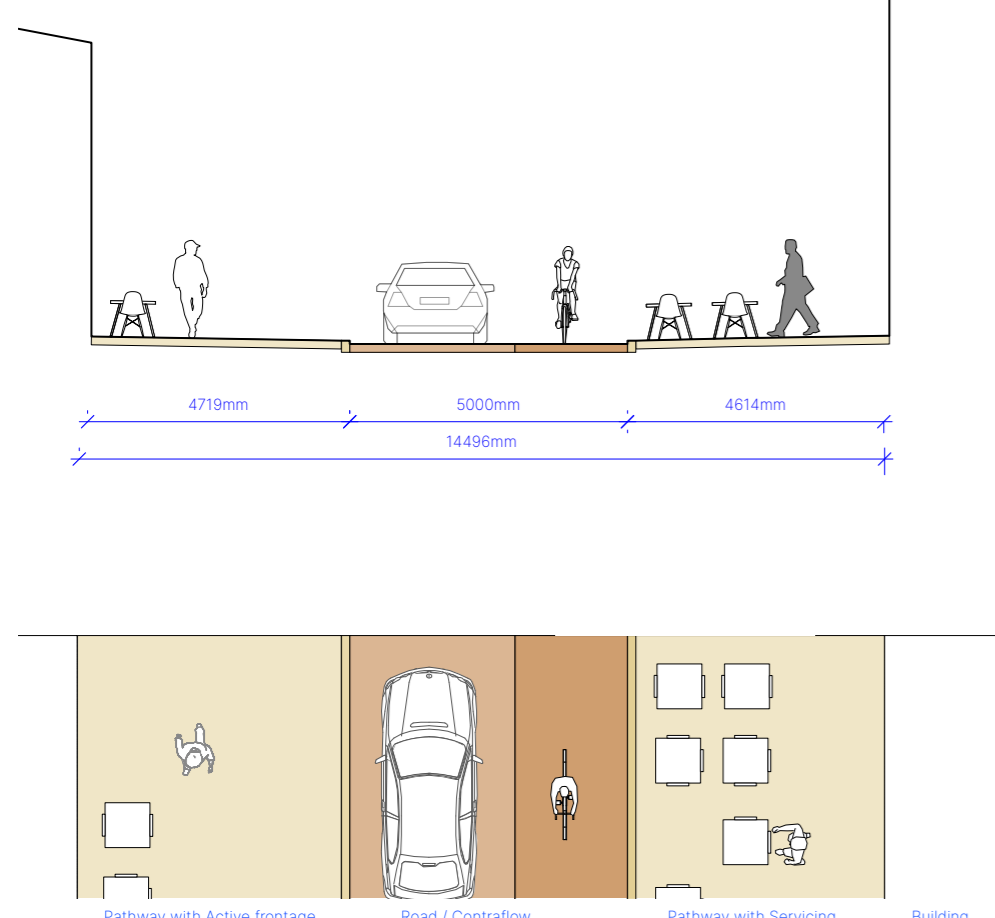 4719mm 5000mm 4614mm
14496mm
Pathway with Active frontage Road / Contraflow Pathway with Servicing Building